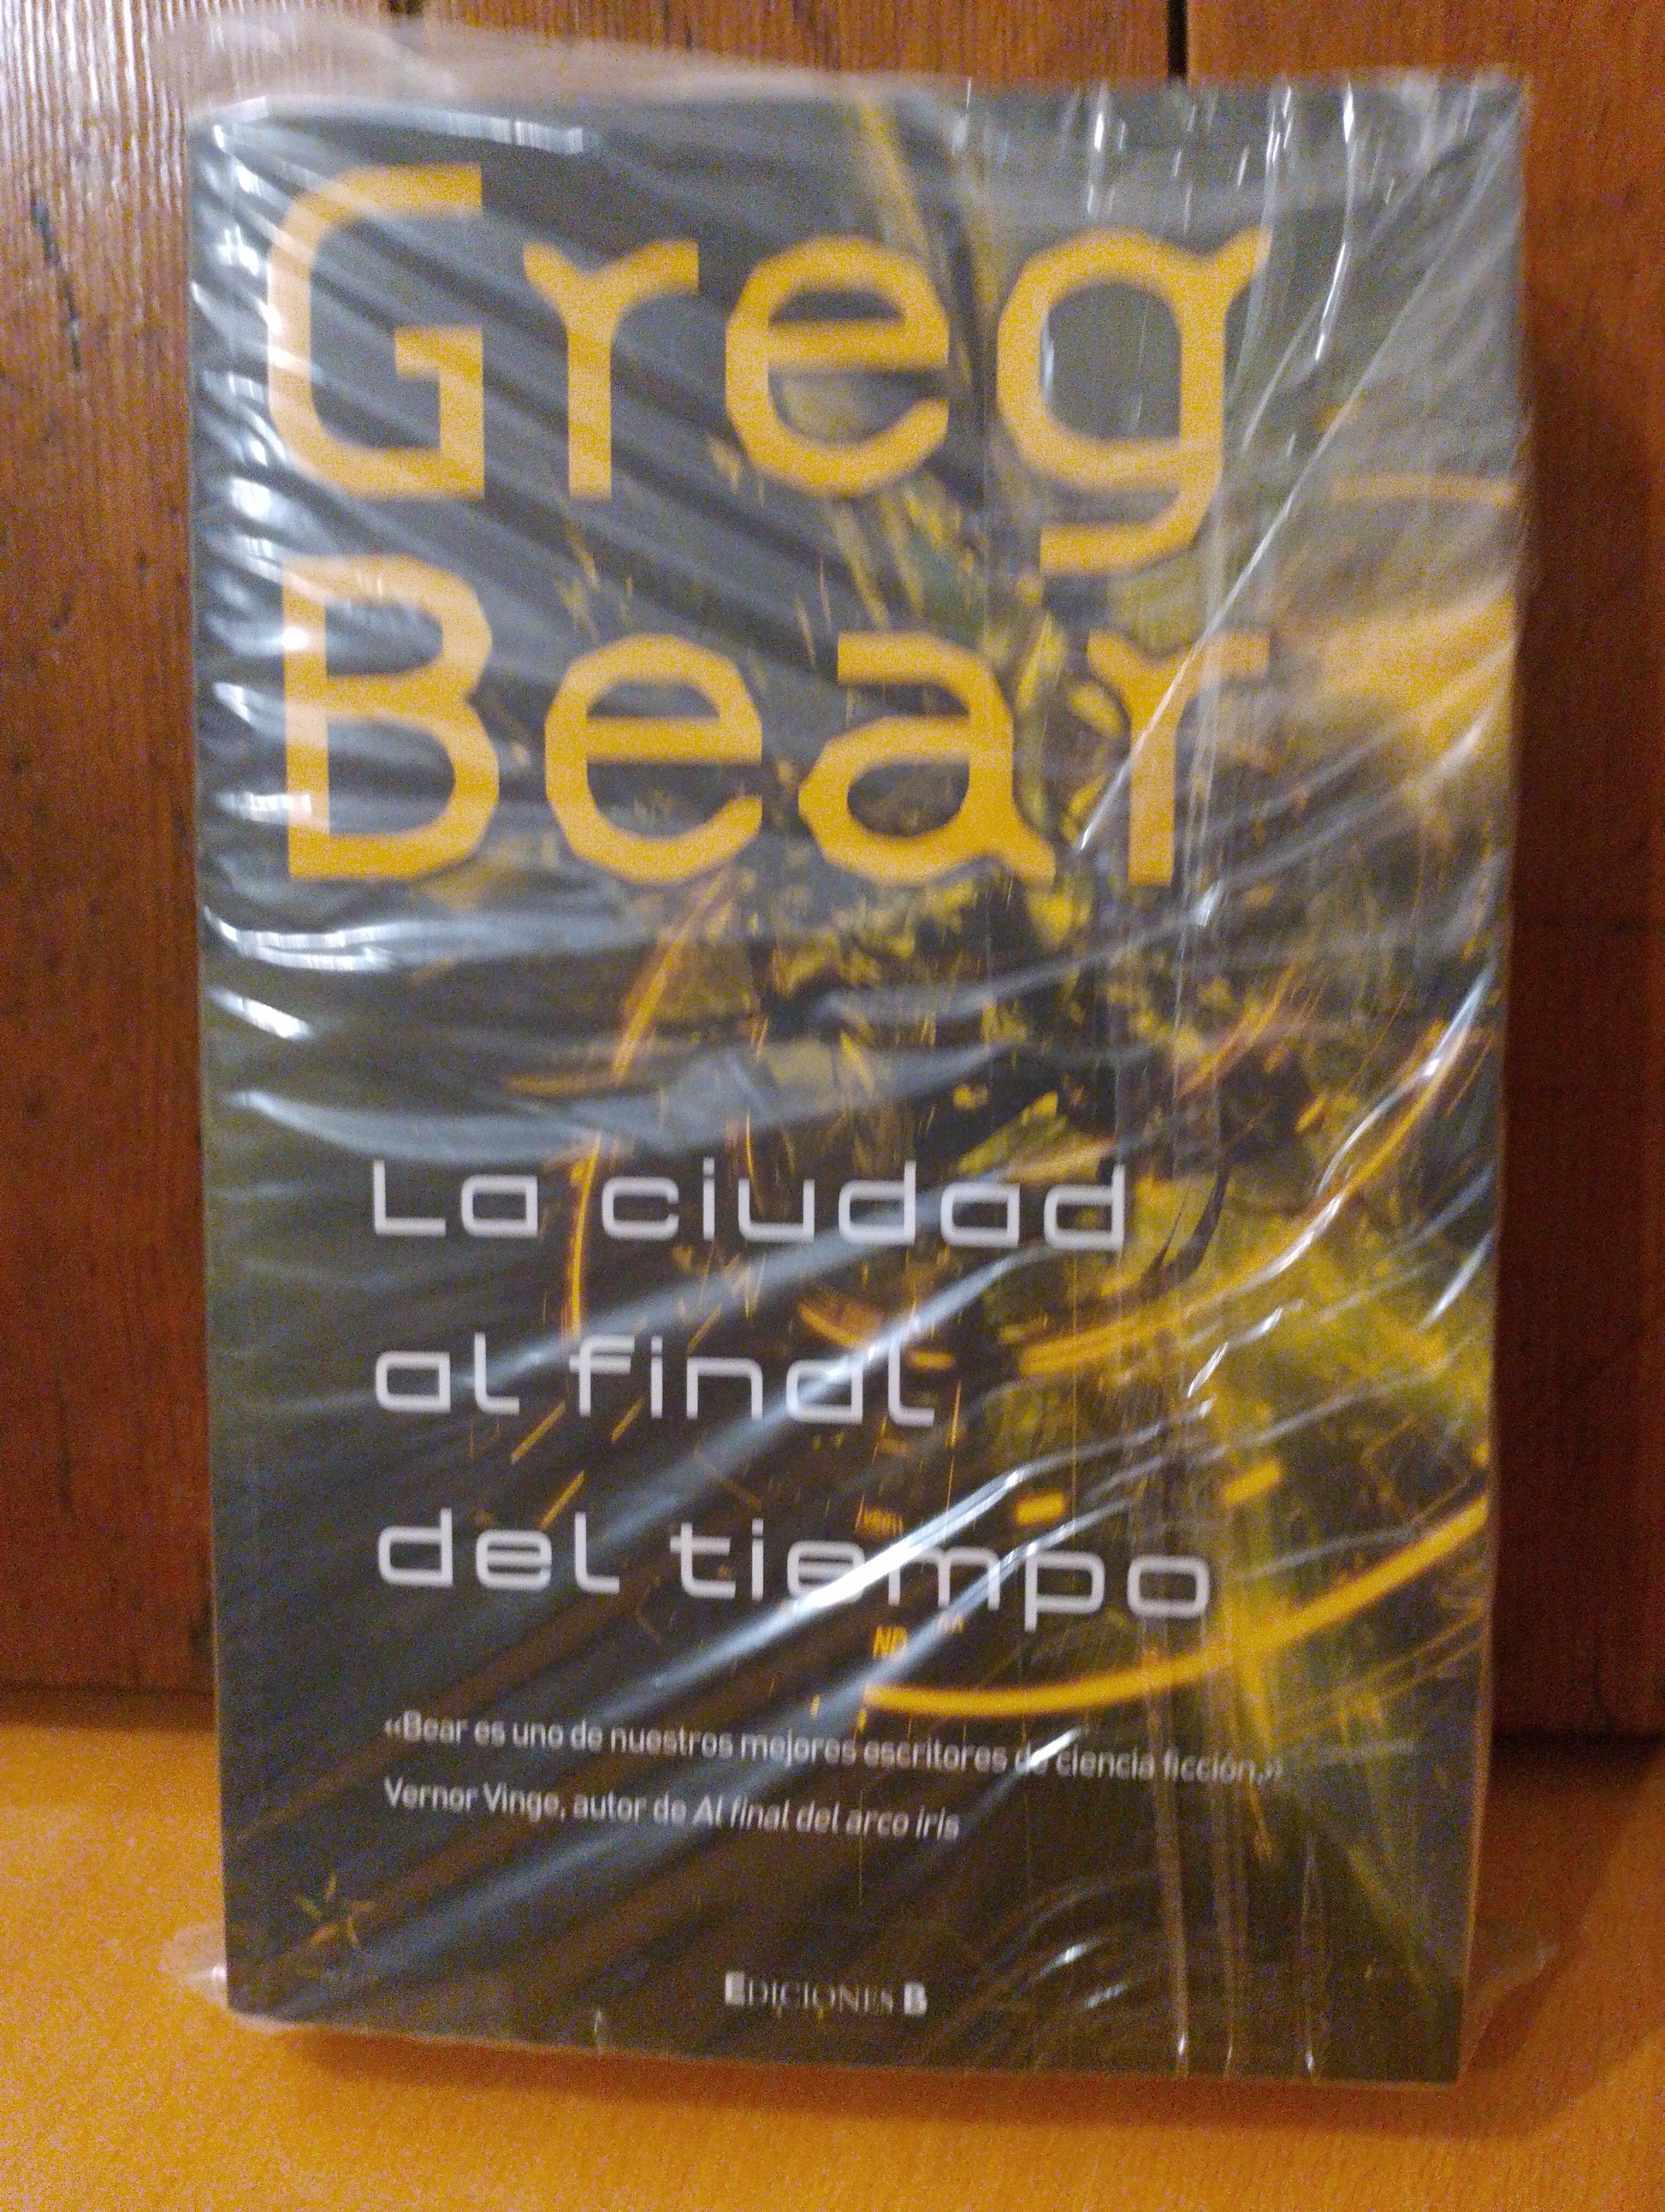 Greg
Bear
La ciudad
al final
del tiempo
«Bear es uno de nuestros mejores escritores de ciencia ficción.»
Vernor Vinge, autor de Al final del arco iris
EDICIONES B